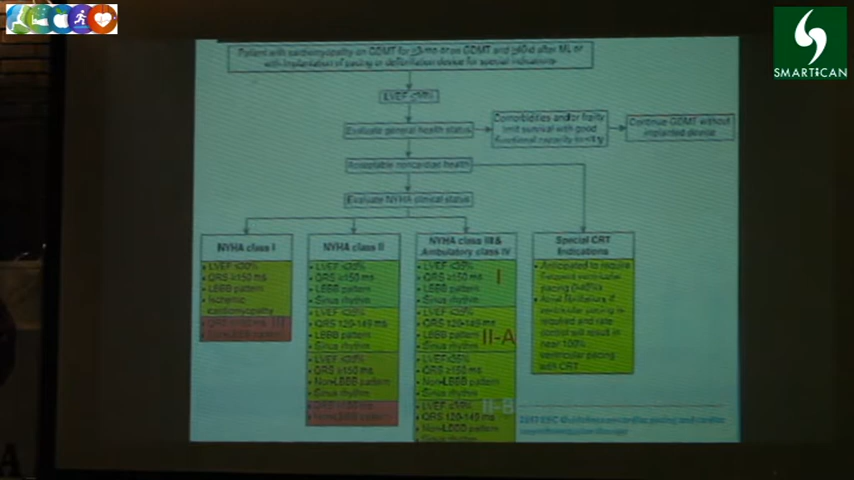 SMARTICAN
Patient with cardiomyopathy on GDMT for mo or on GDMT and after MI, or
with implantation of pacing or defibrillation device for special indications
LVEF
Evaluate general health status
Comorbidities and/or frailty
limit survival with good
functional capacity to
Continue GDMT without
implanted device
Acceptable noncardiac health
Evaluate NYHA clinical status
NYHA class I
• LVEF ≤30%
• QRS ≥150 ms
• LBBB pattern
• Ischemic
cardiomyopathy
III
NYHA class II
• LVEF ≤35%
• QRS ≥150 ms
• LBBB pattern
• Sinus rhythm
• LVEF ≤35%
• QRS 120-149 ms
• LBBB pattern
• Sinus rhythm
• LVEF ≤35%
• QRS ≥150 ms
• Non-LBBB pattern
• Sinus rhythm
NYHA class III &
Ambulatory class IV
• LVEF ≤35%
• QRS ≥150 ms
• LBBB pattern
• Sinus rhythm
I
• LVEF ≤35%
• QRS 120-149 ms
• LBBB pattern
• Sinus rhythm
II-A
• LVEF ≤35%
• QRS ≥150 ms
• Non-LBBB pattern
• Sinus rhythm
• LVEF ≤35%
• QRS 120-149 ms
• Non-LBBB pattern
• Sinus rhythm
II-B
Special CRT
Indications
• Anticipated to require
frequent ventricular
pacing (>40%)
• Atrial fibrillation, if
ventricular pacing is
required and rate
control will result in
near 100%
ventricular pacing
with CRT
ESC Guidelines on cardiac pacing and cardiac